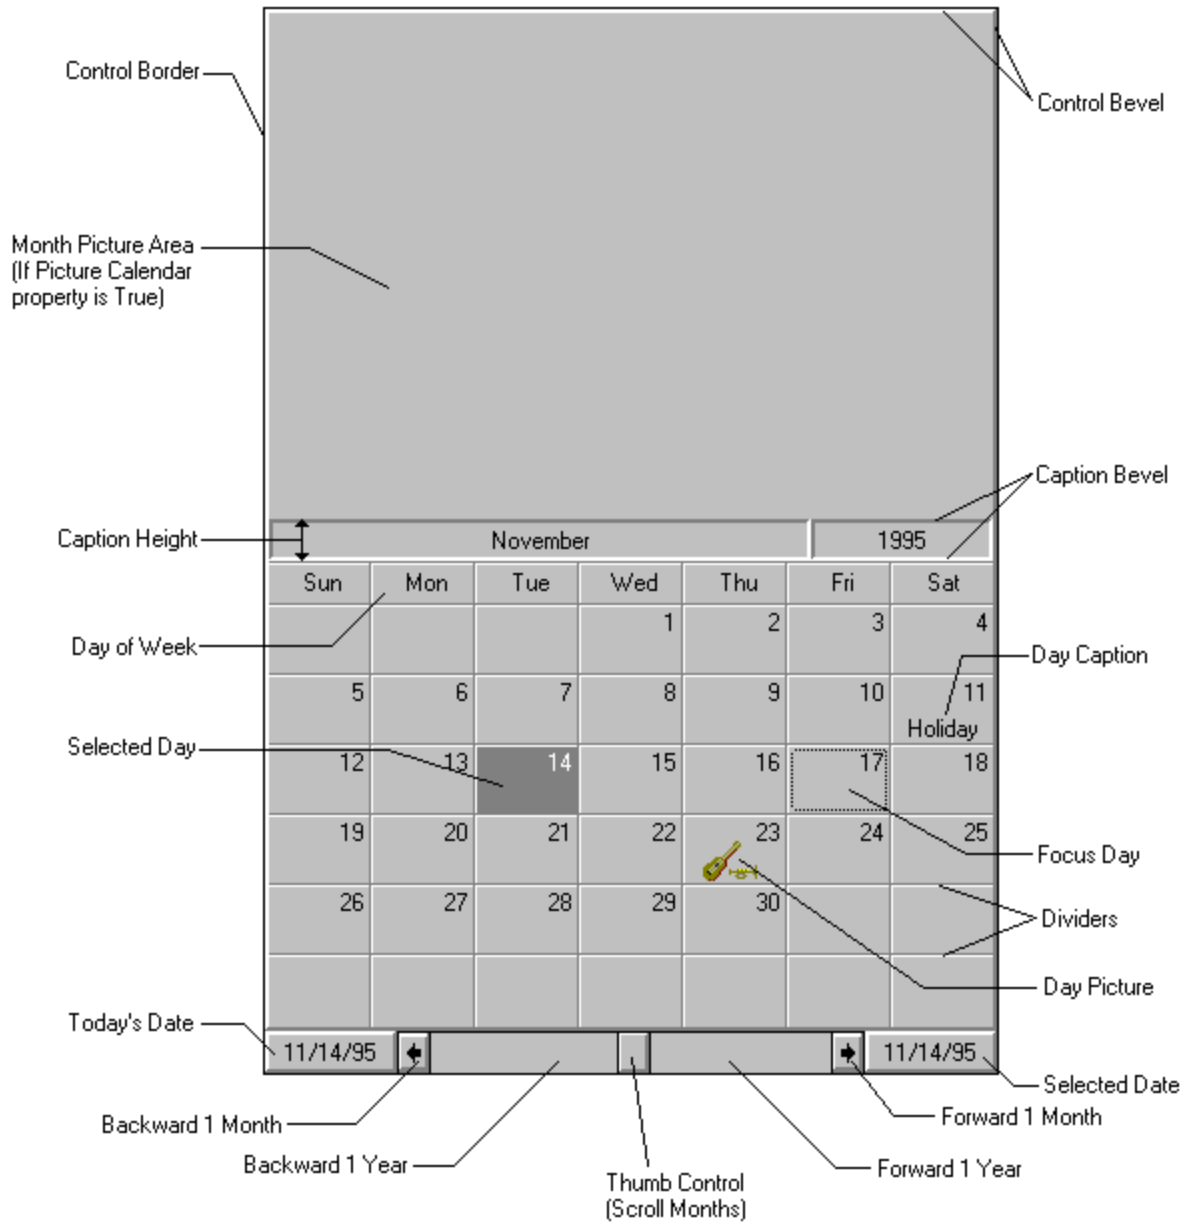 Control Border
Control Bevel
Month Picture Area
(If Picture Calendar
property is True)
Caption Bevel
Caption Height
November 1995
Sun Mon Tue Wed Thu Fri Sat
1 2 3 4
Day of Week
Day Caption
5 6 7 8 9 10 11
Holiday
Selected Day
12 13 14 15 16 17 18
19 20 21 22 23 24 25
Focus Day
26 27 28 29 30
Dividers
Day Picture
Today's Date
11/14/95 11/14/95
Selected Date
Backward 1 Month
Forward 1 Month
Backward 1 Year
Forward 1 Year
Thumb Control
(Scroll Months)